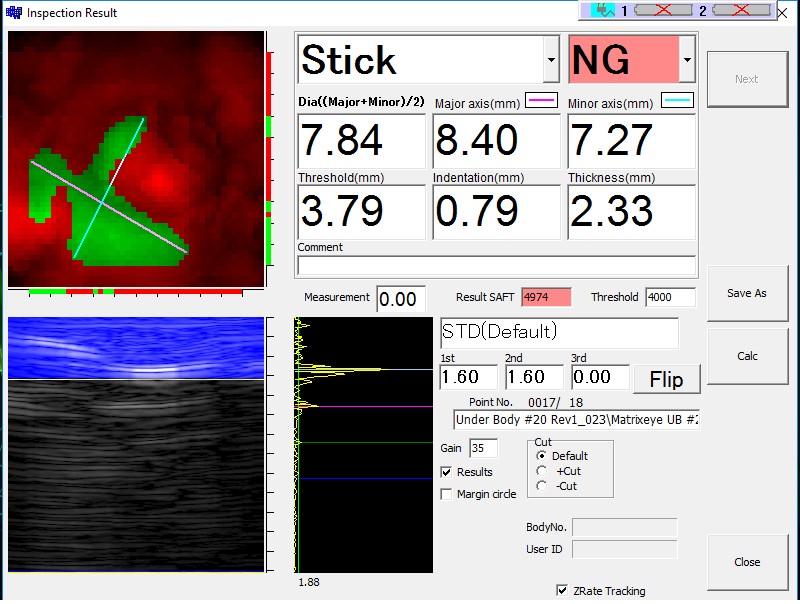 Inspection Result
1 2
Stick NG Next
Dia((Major+Minor)/2) Major axis(mm) Minor axis(mm)
7.84 8.40 7.27
Threshold(mm) Indentation(mm) Thickness(mm)
3.79 0.79 2.33
Comment
Measurement 0.00 Result SAFT 4974 Threshold 4000 Save As
STD(Default)
1st 2nd 3rd Calc
1.60 1.60 0.00 Flip
Point No. 0017/ 18
Under Body #20 Rev1_023\Matrixeye UB #2
Gain 35 Cut
Default
Results +Cut
Margin circle -Cut
BodyNo.
User ID
Close
1.88
ZRate Tracking